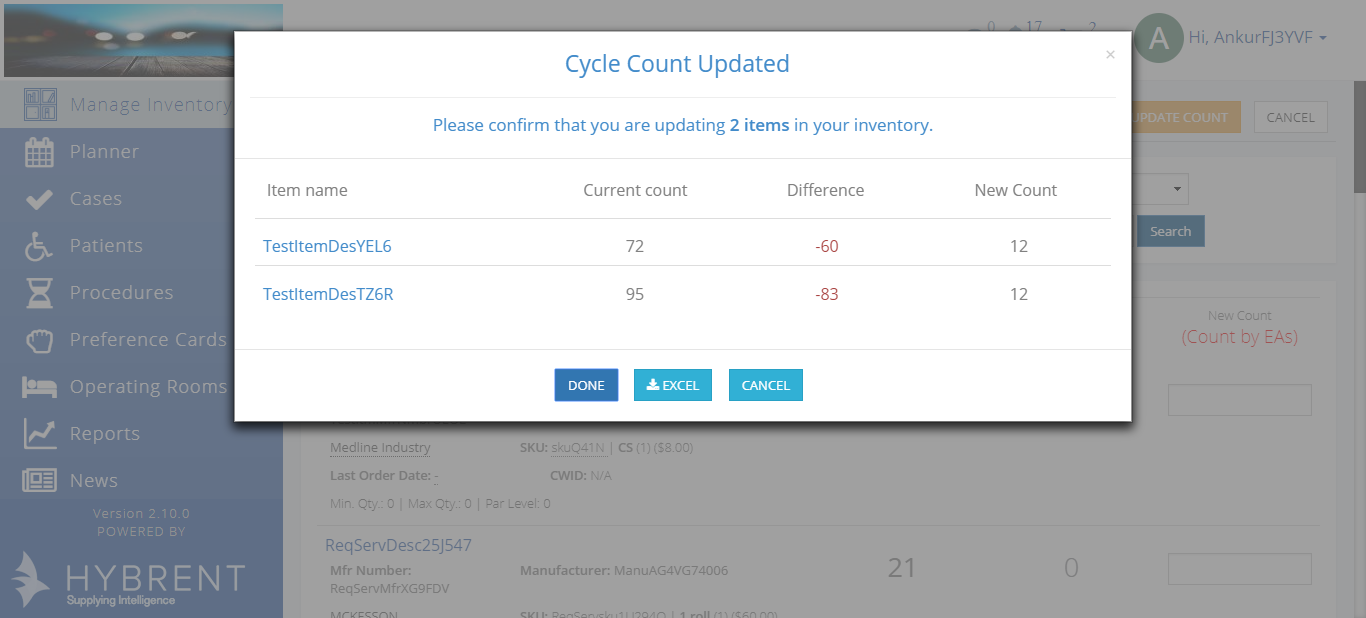 0 17 2
A Hi, AnkurFJ3YVF
Cycle Count Updated ×
Manage Inventory
UPDATE COUNT CANCEL
Please confirm that you are updating 2 items in your inventory.
Planner
Item name Current count Difference New Count
Cases
Search
Patients
TestItemDesYEL6 72 -60 12
Procedures
TestItemDesTZ6R 95 -83 12
New Count
(Count by EAs)
Preference Cards
Operating Rooms
DONE EXCEL CANCEL
Reports
Medline Industry SKU: skuQ41N | CS (1) ($8.00)
News
Last Order Date: - CWID: N/A
Min. Qty.: 0 | Max Qty.: 0 | Par Level: 0
Version 2.10.0
POWERED BY
HYBRENT
Supplying Intelligence
ReqServDesc25J547 21 0
Mfr Number: Manufacturer: ManuAG4VG74006
ReqServMfrXG9FDV
MCKESSON SKU: | 1 roll (1) ($60.00)